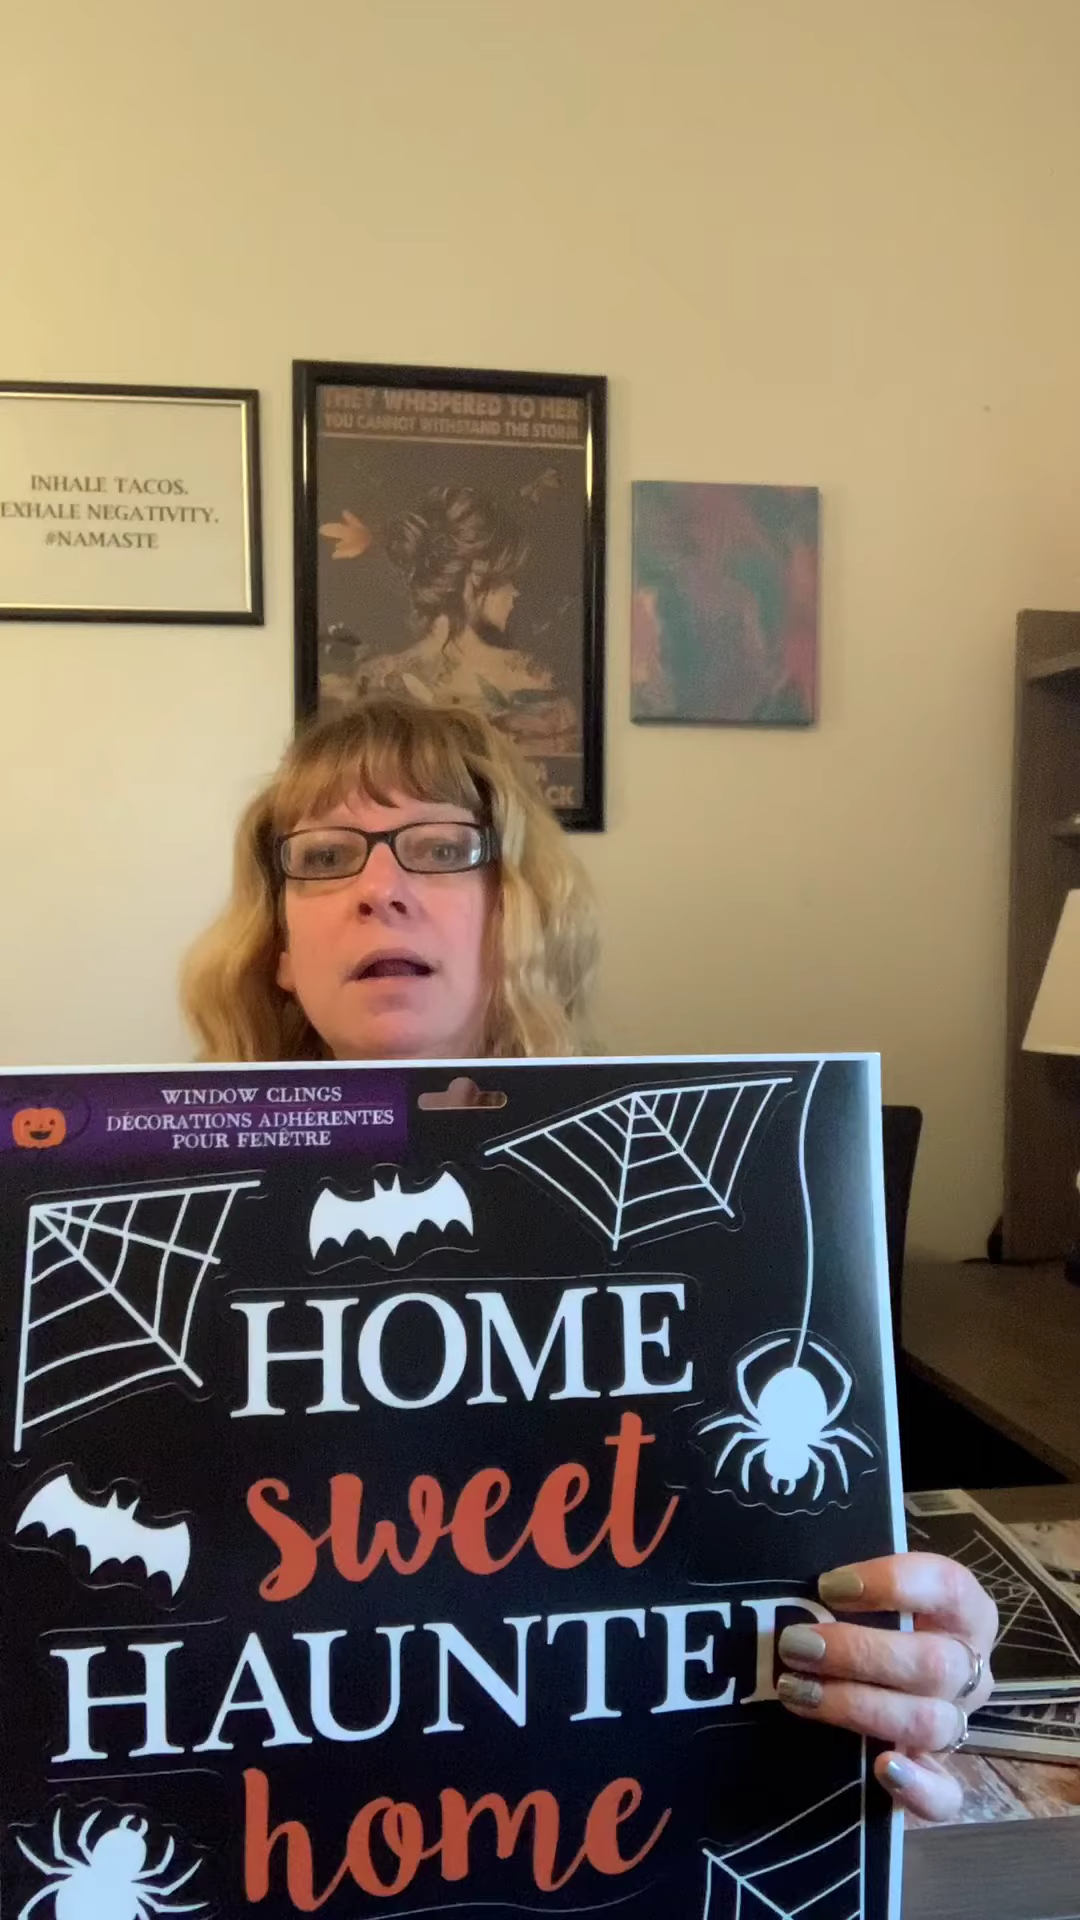 INHALE TACOS.
EXHALE NEGATIVITY.
#NAMASTE
THEY WHISPERED TO HER
YOU CANNOT WITHSTAND THE STORM
WINDOW CLINGS
DÉCORATIONS ADHÉRENTES
POUR FENÊTRE
HOME
sweet
HAUNTED
home